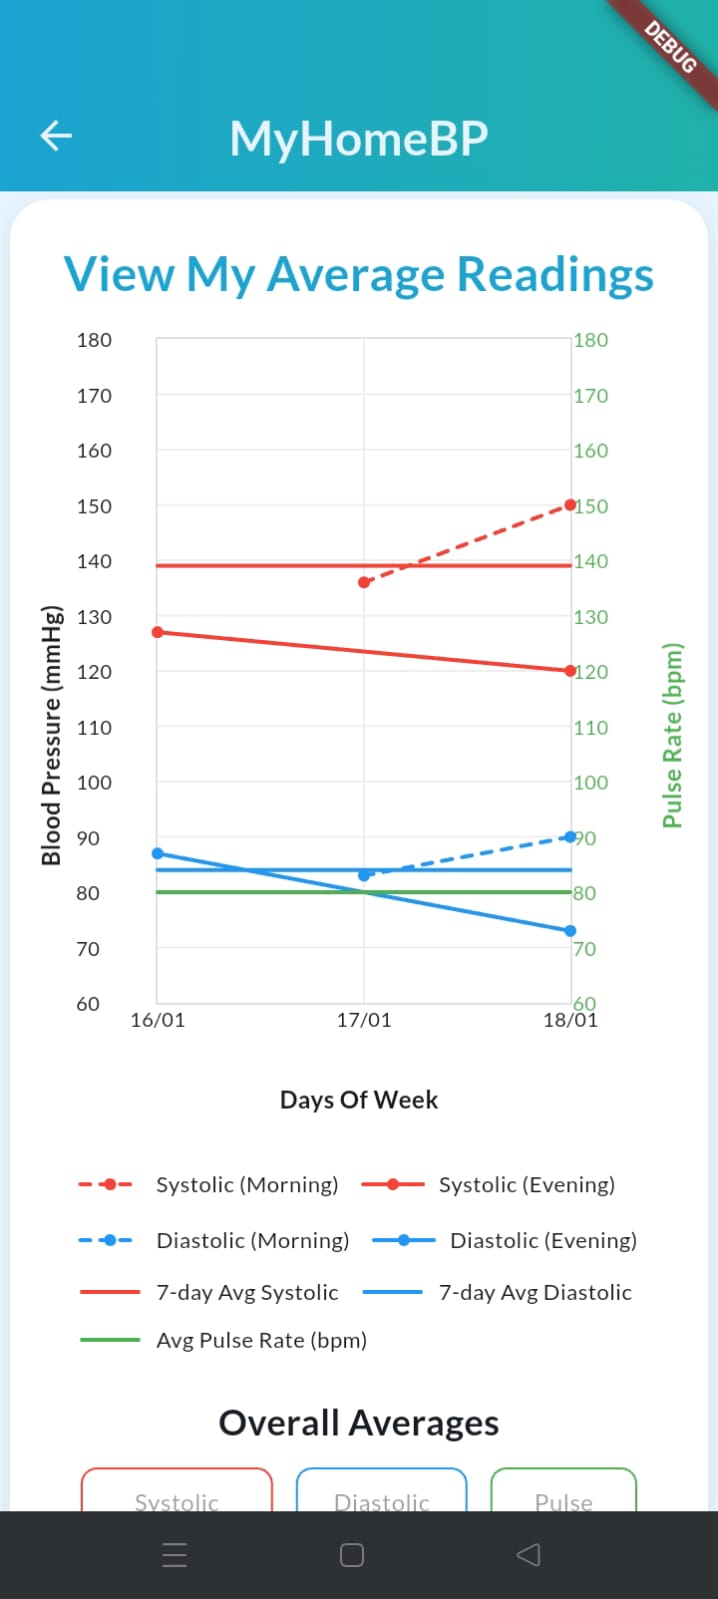 DEBUG
MyHomeBP
View My Average Readings
180 180
170 170
160 160
150 150
140 140
130 130
120 120
110 110
100 100
90 90
80 80
70 70
60 60
Blood Pressure (mmHg)
Pulse Rate (bpm)
16/01 17/01 18/01
Days Of Week
Systolic (Morning) Systolic (Evening)
Diastolic (Morning) Diastolic (Evening)
7-day Avg Systolic 7-day Avg Diastolic
Avg Pulse Rate (bpm)
Overall Averages
Systolic Diastolic Pulse